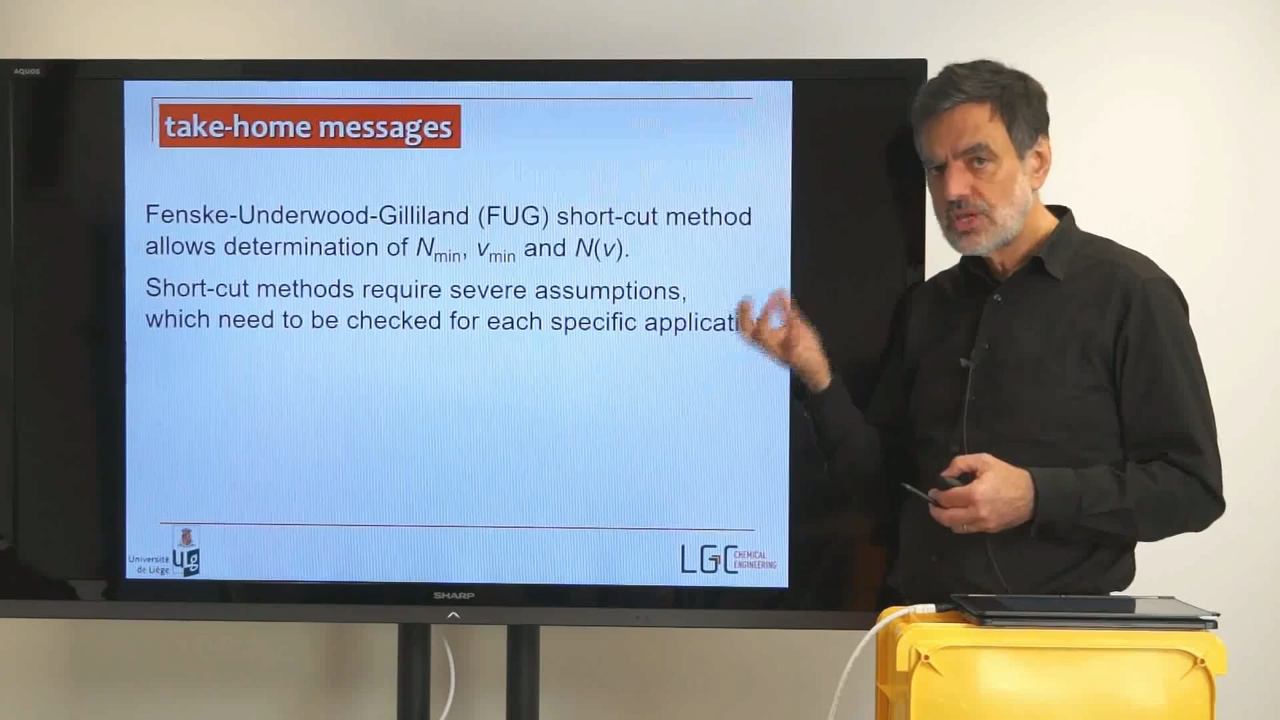 AQUOS
take-home messages
Fenske-Underwood-Gilliland (FUG) short-cut method
allows determination of Nmin, vmin and N(v).
Short-cut methods require severe assumptions,
which need to be checked for each specific applicati
Université
de Liège
ULg
LGC
CHEMICAL
ENGINEERING
SHARP